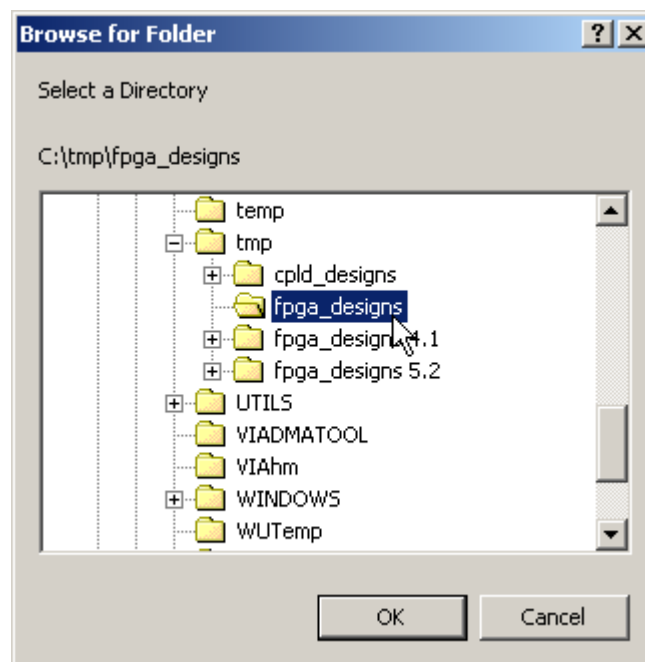 Browse for Folder
Select a Directory
C:\tmp\fpga_designs
temp
tmp
cpld_designs
fpga_designs
fpga_designs 4.1
fpga_designs 5.2
UTILS
VIADMATOOL
VIAhm
WINDOWS
WUTemp
OK Cancel